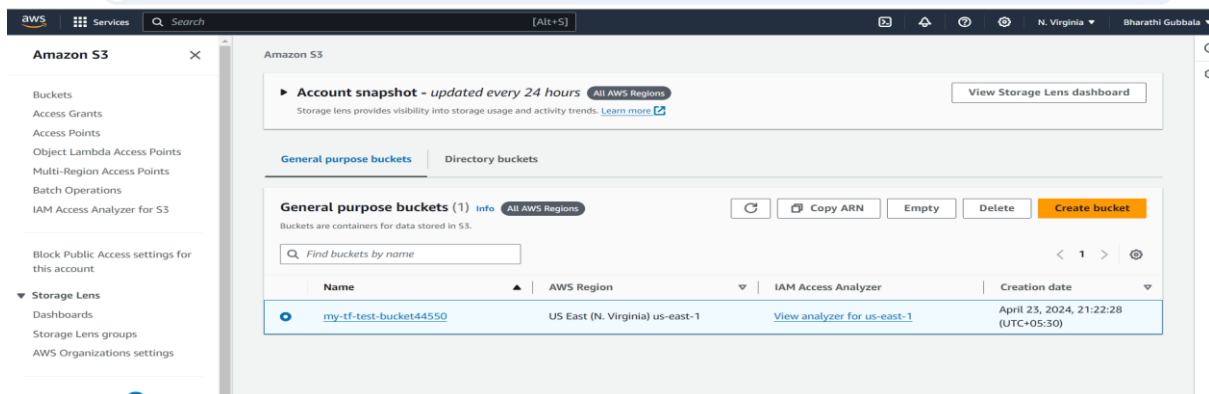 aws Services Search [Alt+S] N. Virginia Bharathi Gubbala
Amazon S3
Buckets
Access Grants
Access Points
Object Lambda Access Points
Multi-Region Access Points
Batch Operations
IAM Access Analyzer for S3
Block Public Access settings for
this account
Storage Lens
Dashboards
Storage Lens groups
AWS Organizations settings
Amazon S3
Account snapshot - updated every 24 hours All AWS Regions
Storage lens provides visibility into storage usage and activity trends. Learn more
View Storage Lens dashboard
General purpose buckets Directory buckets
General purpose buckets (1) Info All AWS Regions
Buckets are containers for data stored in S3.
Copy ARN Empty Delete Create bucket
Find buckets by name
1
Name AWS Region IAM Access Analyzer Creation date
my-tf-test-bucket44550 US East (N. Virginia) us-east-1 View analyzer for us-east-1 April 23, 2024, 21:22:28
(UTC+05:30)